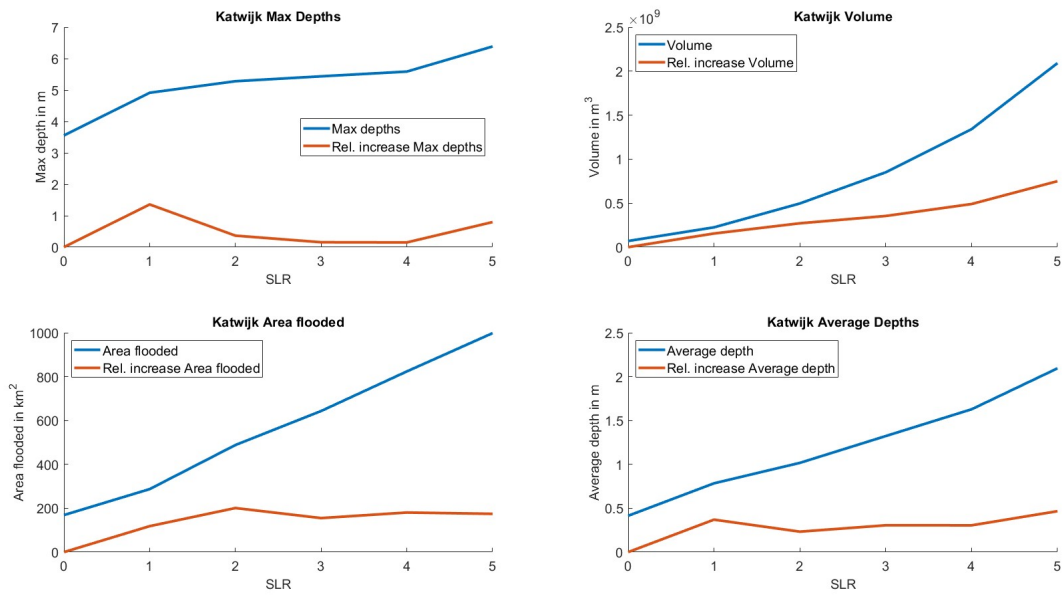 Katwijk Max Depths
7
6
5
4
3
2
1
0
Max depth in m
Max depths
Rel. increase Max depths
0 1 2 3 4 5
SLR
Katwijk Volume
×10⁹
2.5
2
1.5
1
0.5
0
Volume in m³
Volume
Rel. increase Volume
0 1 2 3 4 5
SLR
Katwijk Area flooded
1000
800
600
400
200
0
Area flooded in km²
Area flooded
Rel. increase Area flooded
0 1 2 3 4 5
SLR
Katwijk Average Depths
2.5
2
1.5
1
0.5
0
Average depth in m
Average depth
Rel. increase Average depth
0 1 2 3 4 5
SLR